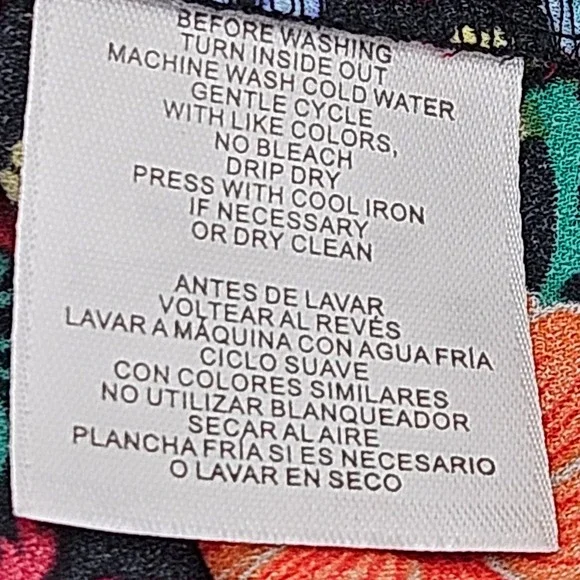 BEFORE WASHING
TURN INSIDE OUT
MACHINE WASH COLD WATER
GENTLE CYCLE
WITH LIKE COLORS,
NO BLEACH
DRIP DRY
PRESS WITH COOL IRON
IF NECESSARY
OR DRY CLEAN
ANTES DE LAVAR
VOLTEAR AL REVÉS
LAVAR A MÁQUINA CON AGUA FRÍA
CICLO SUAVE
CON COLORES SIMILARES
NO UTILIZAR BLANQUEADOR
SECAR AL AIRE
PLANCHA FRÍA SI ES NECESARIO
O LAVAR EN SECO